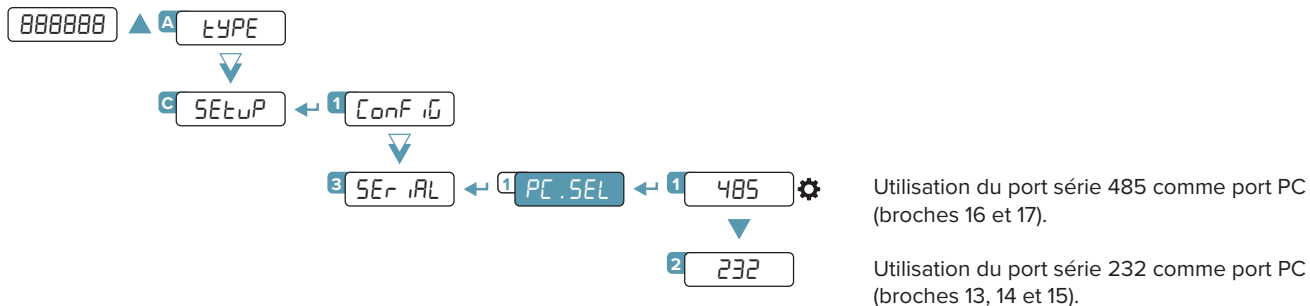 888888
A tYPE
C SEtuP
1 ConFiG
3 SEriAL
1 PC.SEL
1 485
Utilisation du port série 485 comme port PC
(broches 16 et 17).
2 232
Utilisation du port série 232 comme port PC
(broches 13, 14 et 15).